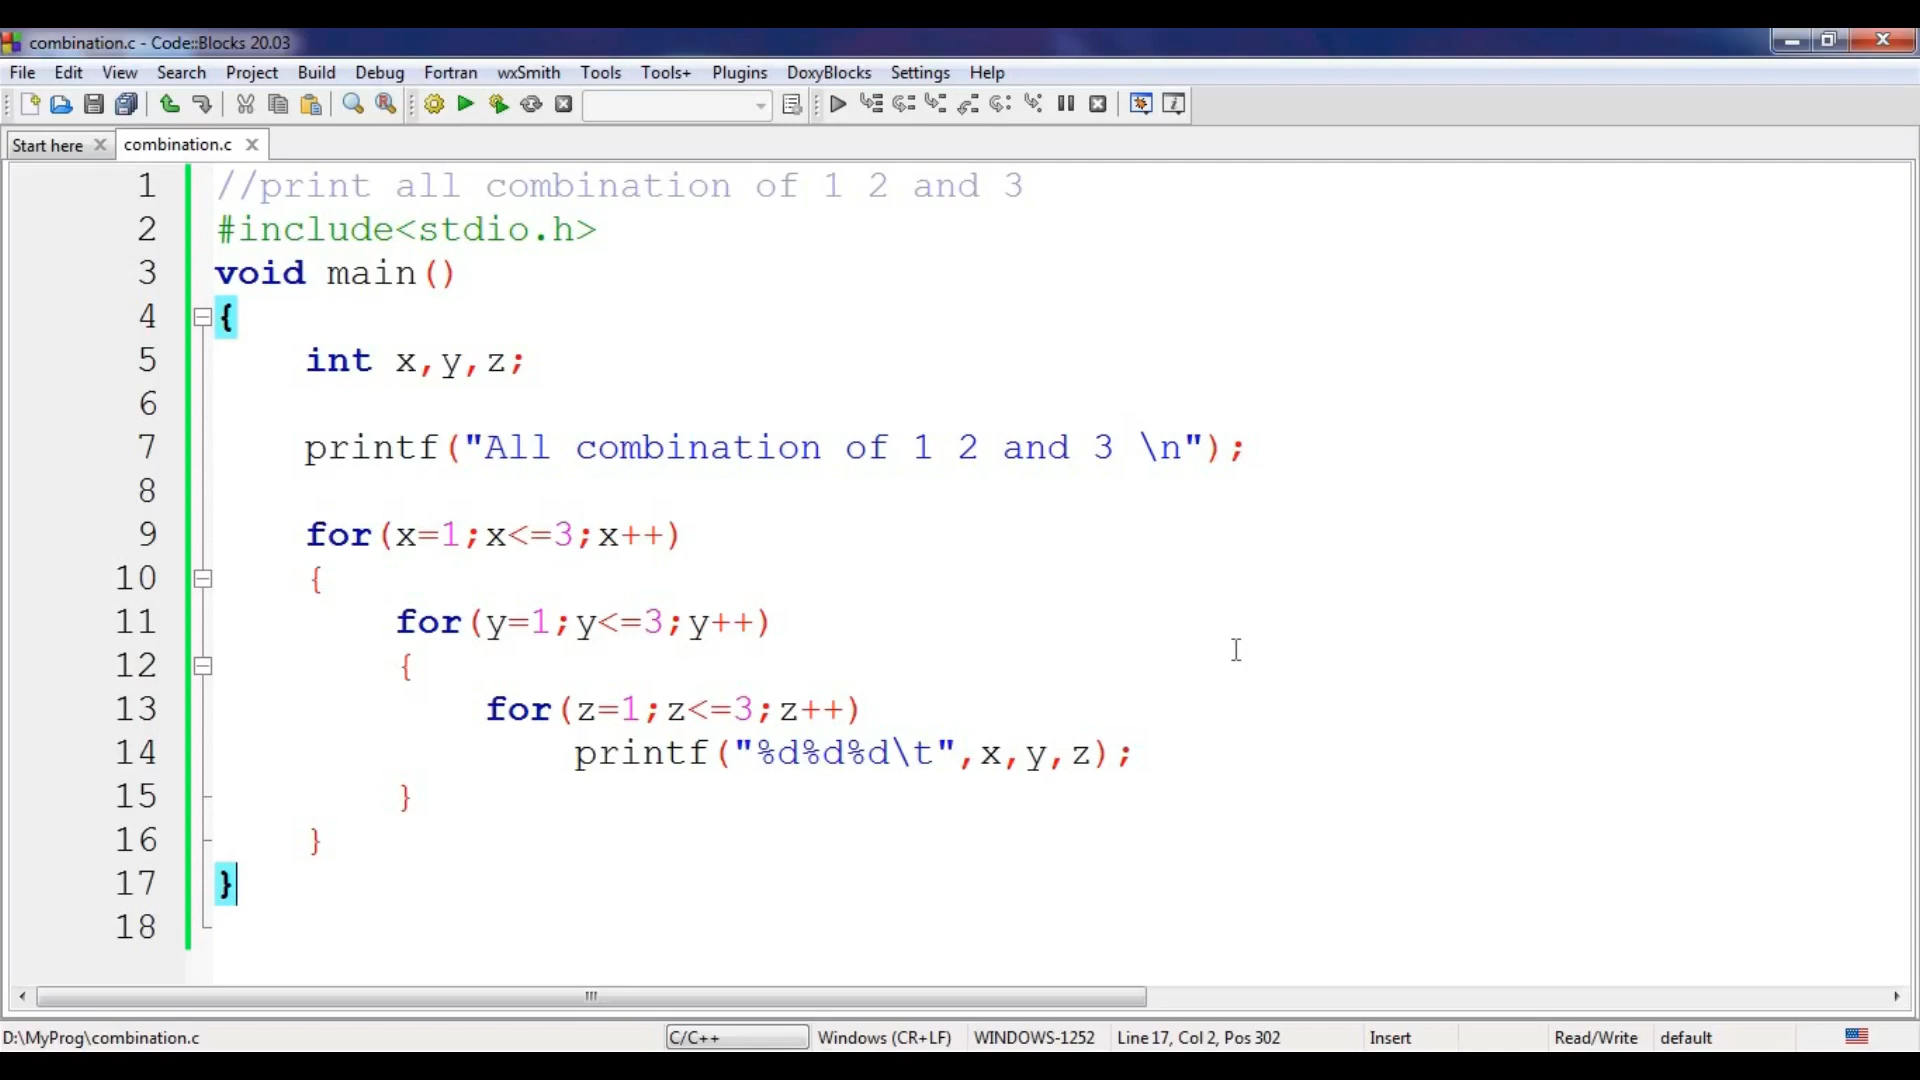 combination.c - Code::Blocks 20.03
File Edit View Search Project Build Debug Fortran wxSmith Tools Tools+ Plugins DoxyBlocks Settings Help
Start here combination.c
1 //print all combination of 1 2 and 3
2 #include<stdio.h>
3 void main()
4 {
5 int x,y,z;
6
7 printf("All combination of 1 2 and 3 \n");
8
9 for(x=1;x<=3;x++)
10 {
11 for(y=1;y<=3;y++)
12 {
13 for(z=1;z<=3;z++)
14 printf("%d%d%d\t",x,y,z);
15 }
16 }
17 }
18
D:\MyProg\combination.c C/C++ Windows (CR+LF) WINDOWS-1252 Line 17, Col 2, Pos 302 Insert Read/Write default